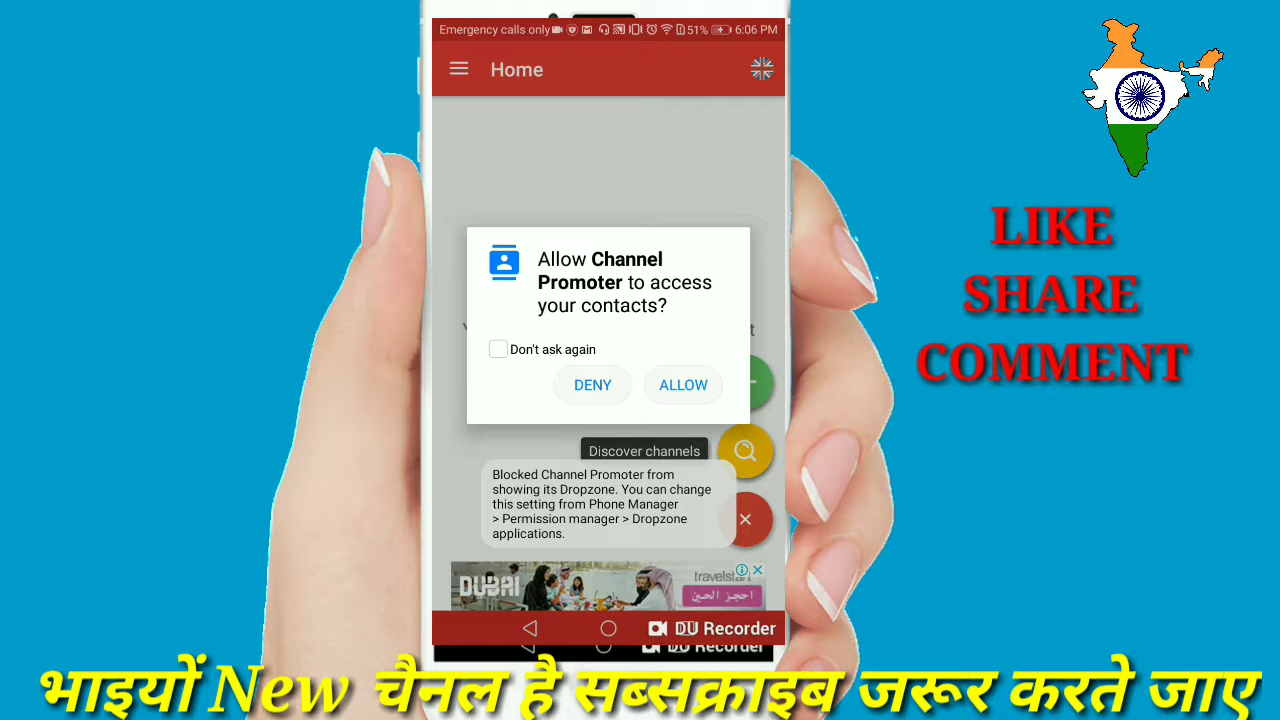 Emergency calls only
51%
6:06 PM
Home
Allow Channel
Promoter to access
your contacts?
Don't ask again
DENY
ALLOW
Discover channels
Blocked Channel Promoter from
showing its Dropzone. You can change
this setting from Phone Manager
> Permission manager > Dropzone
applications.
DUBAI
travelstart
احجز الحين
DU Recorder
DU Recorder
LIKE
SHARE
COMMENT
भाइयों New चैनल है सब्सक्राइब जरूर करते जाए